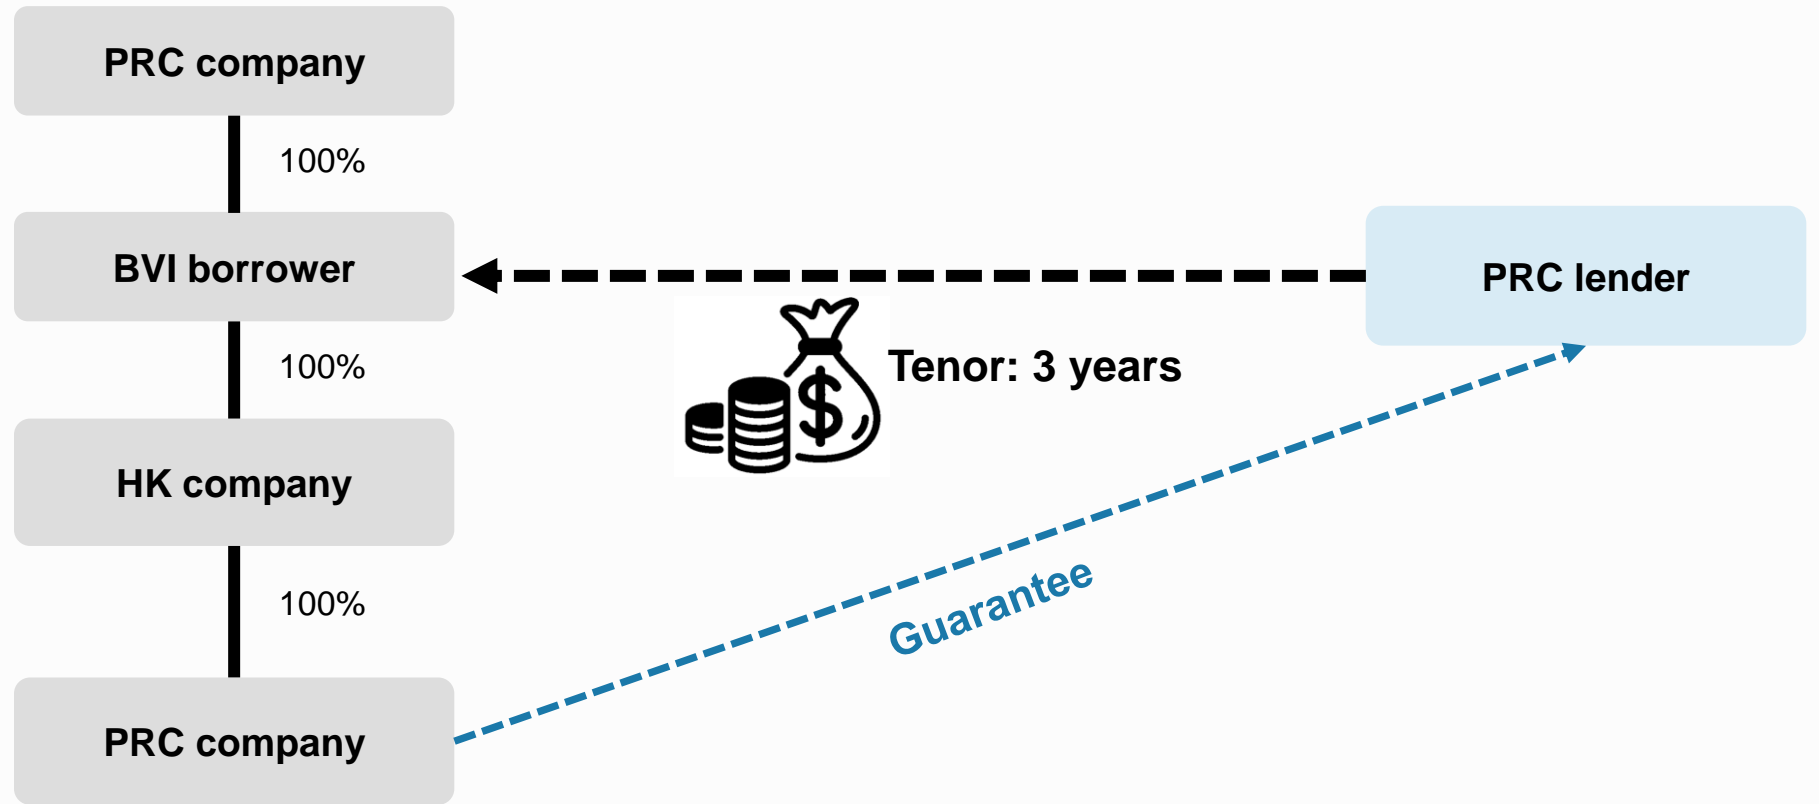 PRC company
100%
BVI borrower
PRC lender
Tenor: 3 years
100%
HK company
100%
Guarantee
PRC company